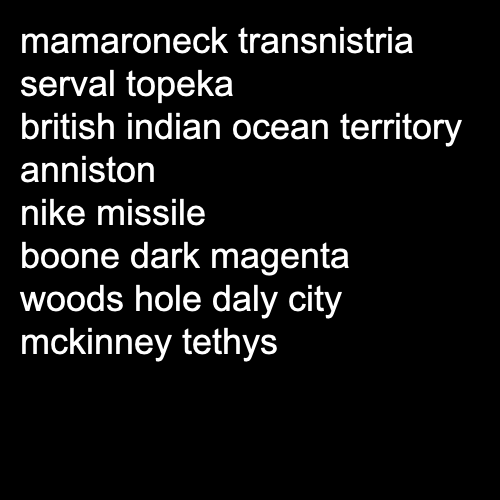 mamaroneck transnistria
serval topeka
british indian ocean territory
anniston
nike missile
boone dark magenta
woods hole daly city
mckinney tethys